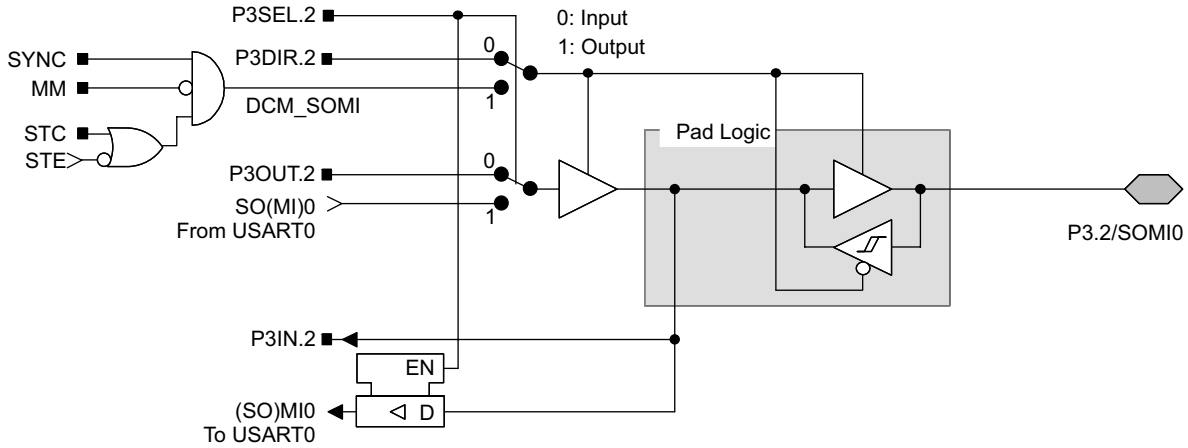 P3SEL.2
0: Input
1: Output
SYNC
P3DIR.2
0
MM
1
DCM_SOMI
STC
STE
Pad Logic
P3OUT.2
0
SO(MI)0
1
From USART0
P3.2/SOMI0
P3IN.2
EN
(SO)MI0
D
To USART0